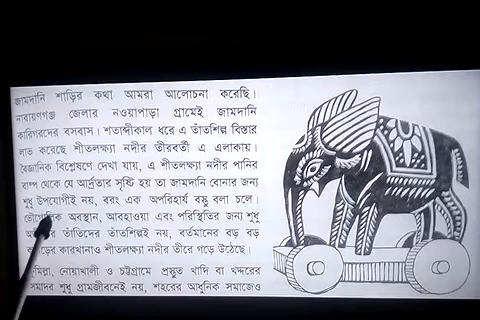 জামদানি শাড়ির কথা আমরা আলোচনা করেছি।
নারায়ণগঞ্জ জেলার নওয়াপাড়া গ্রামেই জামদানি
কারিগরদের বসবাস। শতাব্দীকাল ধরে এ তাঁতশিল্প বিস্তার
লাভ করেছে শীতলক্ষ্যা নদীর তীরবর্তী এ এলাকায়।
বৈজ্ঞানিক বিশ্লেষণে দেখা যায়, এ শীতলক্ষ্যা নদীর পানির
বাষ্প থেকে যে আর্দ্রতার সৃষ্টি হয় তা জামদানি বোনার জন্য
শুধু উপযোগীই নয়, বরং এক অপরিহার্য বস্তু বলা চলে।
ভৌগোলিক অবস্থান, আবহাওয়া এবং পরিস্থিতির জন্য শুধু
তাঁতিদের তাঁতশিল্পই নয়, বর্তমানের বড় বড়
কারখানাও শীতলক্ষ্যা নদীর তীরে গড়ে উঠেছে।
নোয়াখালী ও চট্টগ্রামে প্রস্তুত খাদি বা খদ্দরের
সমাদর শুধু গ্রামজীবনেই নয়, শহরের আধুনিক সমাজেও